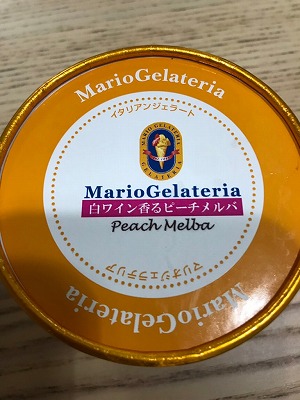 MarioGelateria
イタリアンジェラート
MARIO GELATERIA
GELATERIA
MarioGelateria
白ワイン香るピーチメルバ
Peach Melba
マリオジェラテリア
MarioGelateria